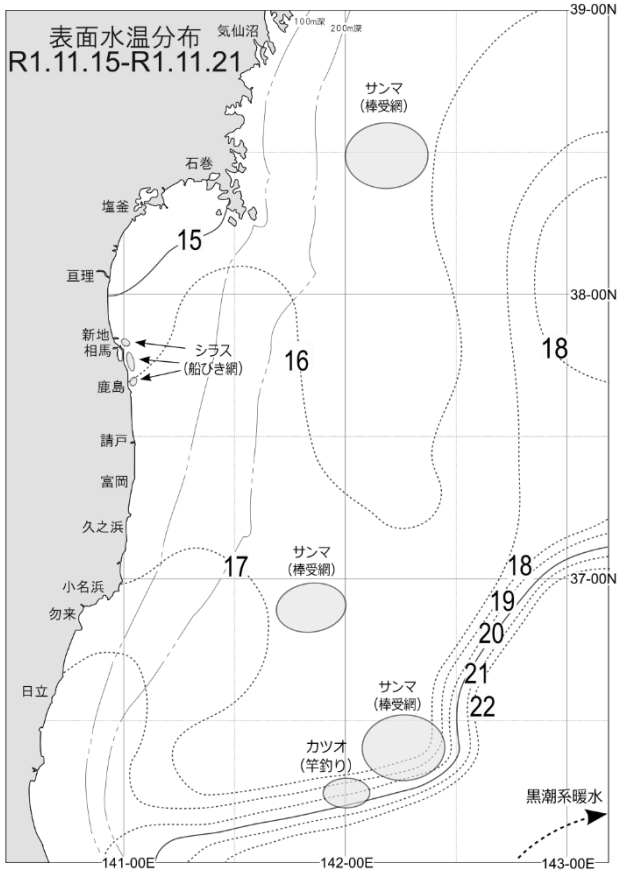 39-00N
表面水温分布
R1.11.15-R1.11.21
気仙沼
100m深
200m深
サンマ
(棒受網)
石巻
塩釜
15
亘理
38-00N
新地
相馬
シラス
(船びき網)
鹿島
16
18
請戸
富岡
久之浜
サンマ
(棒受網)
17
18
37-00N
小名浜
勿来
19
20
21
22
日立
サンマ
(棒受網)
カツオ
(竿釣り)
黒潮系暖水
141-00E
142-00E
143-00E